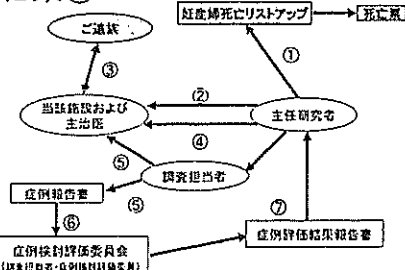 ご遺族
妊産婦死亡リストアップ
死亡票
①
③
②
当該施設および
主治医
主任研究者
④
⑤
調査担当者
⑤
症例報告書
⑥
⑦
症例検討評価委員会
症例評価結果報告書